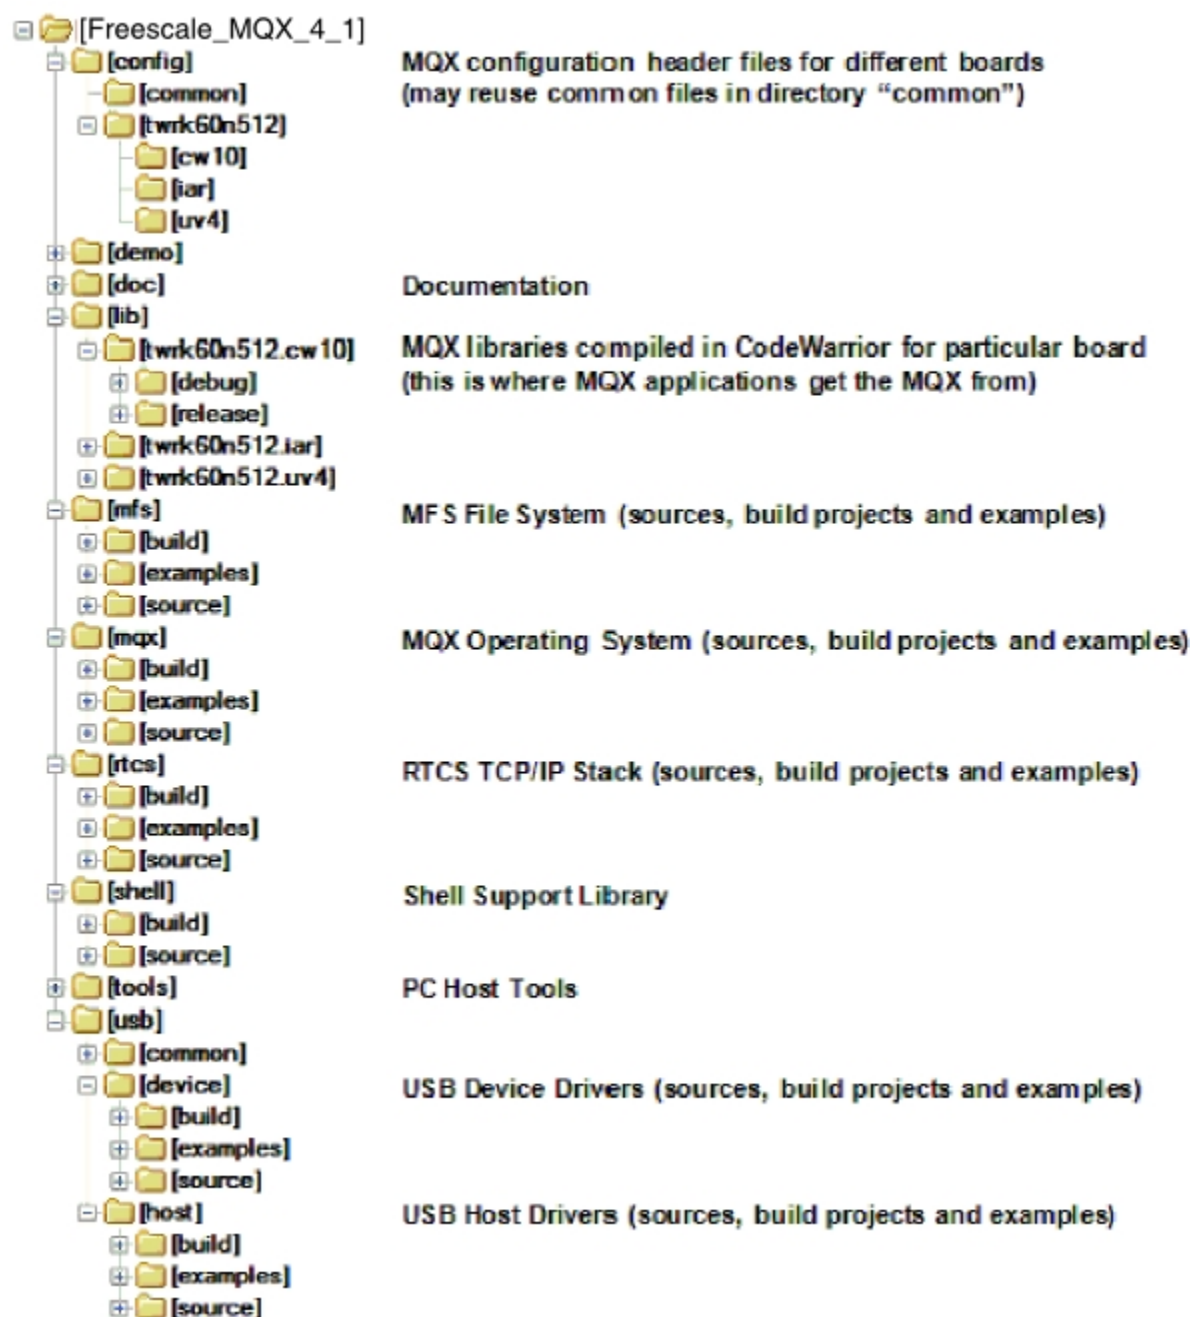 [Freescale_MQX_4_1]
[config] MQX configuration header files for different boards
[common] (may reuse common files in directory “common”)
[twrk60n512]
[cw10]
[iar]
[uv4]
[demo]
[doc] Documentation
[lib]
[twrk60n512.cw10] MQX libraries compiled in CodeWarrior for particular board
[debug] (this is where MQX applications get the MQX from)
[release]
[twrk60n512.iar]
[twrk60n512.uv4]
[mfs] MFS File System (sources, build projects and examples)
[build]
[examples]
[source]
[mqx] MQX Operating System (sources, build projects and examples)
[build]
[examples]
[source]
[rtcs] RTCS TCP/IP Stack (sources, build projects and examples)
[build]
[examples]
[source]
[shell] Shell Support Library
[build]
[source]
[tools] PC Host Tools
[usb]
[common]
[device] USB Device Drivers (sources, build projects and examples)
[build]
[examples]
[source]
[host] USB Host Drivers (sources, build projects and examples)
[build]
[examples]
[source]